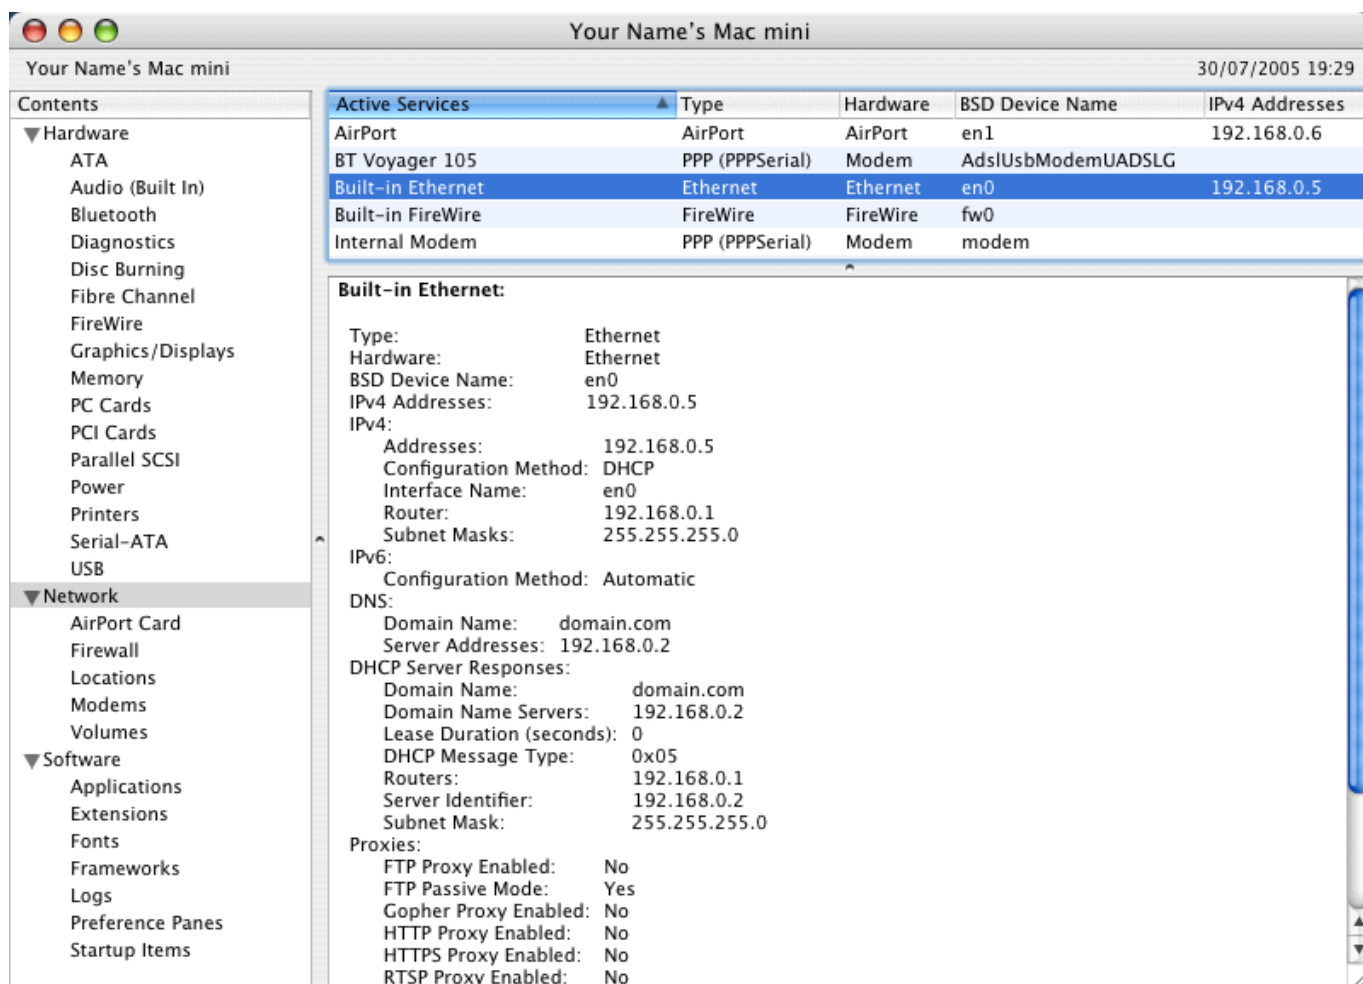 Your Name's Mac mini
Your Name's Mac mini 30/07/2005 19:29
Contents
▼Hardware
ATA
Audio (Built In)
Bluetooth
Diagnostics
Disc Burning
Fibre Channel
FireWire
Graphics/Displays
Memory
PC Cards
PCI Cards
Parallel SCSI
Power
Printers
Serial-ATA
USB
▼Network
AirPort Card
Firewall
Locations
Modems
Volumes
▼Software
Applications
Extensions
Fonts
Frameworks
Logs
Preference Panes
Startup Items
Active Services Type Hardware BSD Device Name IPv4 Addresses
AirPort AirPort AirPort en1 192.168.0.6
BT Voyager 105 PPP (PPPSerial) Modem AdslUsbModemUADSLG
Built-in Ethernet Ethernet Ethernet en0 192.168.0.5
Built-in FireWire FireWire FireWire fw0
Internal Modem PPP (PPPSerial) Modem modem
Built-in Ethernet:
Type: Ethernet
Hardware: Ethernet
BSD Device Name: en0
IPv4 Addresses: 192.168.0.5
IPv4:
Addresses: 192.168.0.5
Configuration Method: DHCP
Interface Name: en0
Router: 192.168.0.1
Subnet Masks: 255.255.255.0
IPv6:
Configuration Method: Automatic
DNS:
Domain Name: domain.com
Server Addresses: 192.168.0.2
DHCP Server Responses:
Domain Name: domain.com
Domain Name Servers: 192.168.0.2
Lease Duration (seconds): 0
DHCP Message Type: 0x05
Routers: 192.168.0.1
Server Identifier: 192.168.0.2
Subnet Mask: 255.255.255.0
Proxies:
FTP Proxy Enabled: No
FTP Passive Mode: Yes
Gopher Proxy Enabled: No
HTTP Proxy Enabled: No
HTTPS Proxy Enabled: No
RTSP Proxy Enabled: No